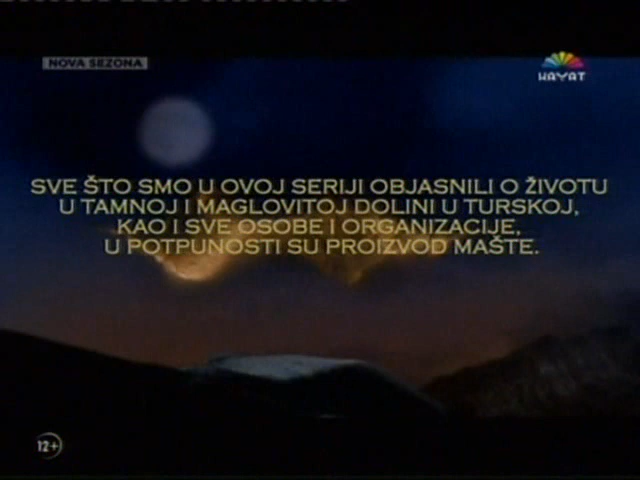 NOVA SEZONA
HAYAT
SVE ŠTO SMO U OVOJ SERIJI OBJASNILI O ŽIVOTU
U TAMNOJ I MAGLOVITOJ DOLINI U TURSKOJ,
KAO I SVE OSOBE I ORGANIZACIJE,
U POTPUNOSTI SU PROIZVOD MAŠTE.
12+